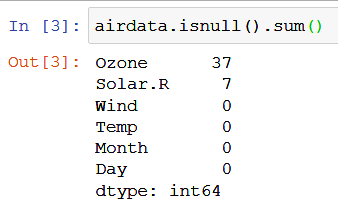 In [3]: airdata.isnull().sum()
Out[3]: Ozone 37
Solar.R 7
Wind 0
Temp 0
Month 0
Day 0
dtype: int64